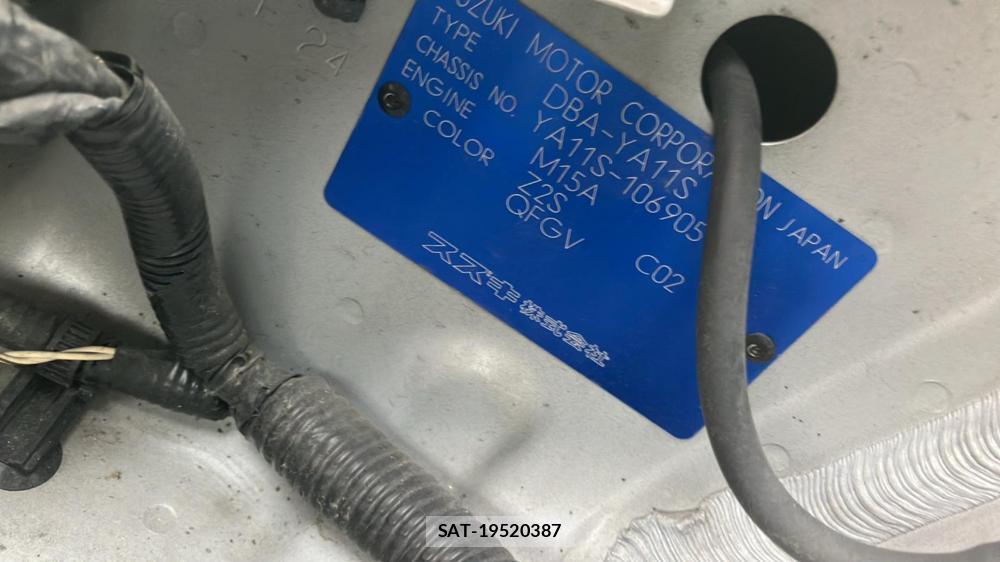 24
SUZUKI MOTOR CORPORATION JAPAN
TYPE DBA-YA11S
CHASSIS NO. YA11S-106905
ENGINE M15A
COLOR Z2S
QFGV C02
スズキ株式会社
SAT-19520387